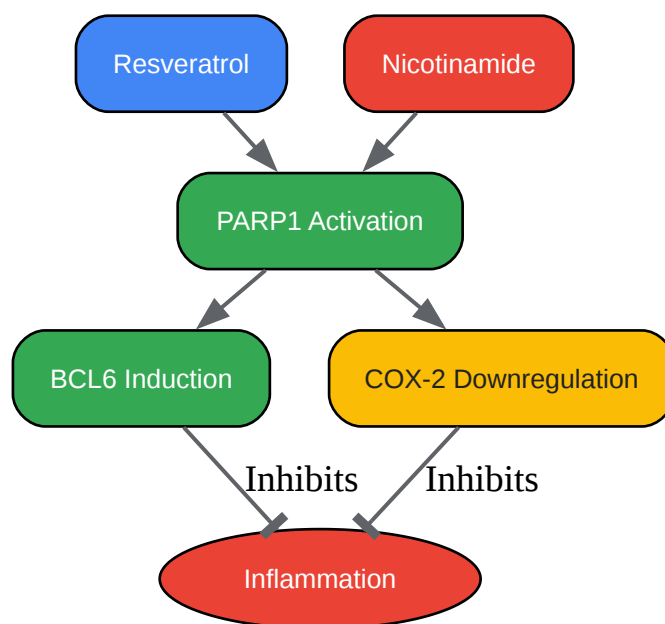 Resveratrol
Nicotinamide
PARP1 Activation
BCL6 Induction
COX-2 Downregulation
Inhibits
Inhibits
Inflammation